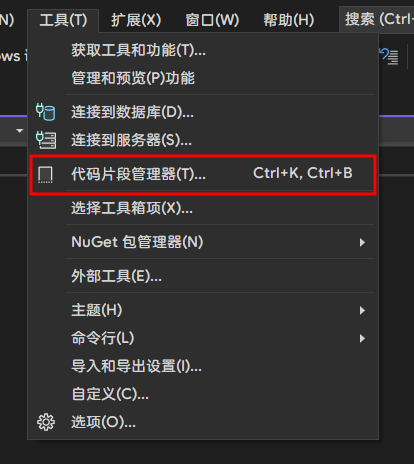 N) 工具(T) 扩展(X) 窗口(W) 帮助(H) 搜索 (Ctrl+
获取工具和功能(T)...
管理和预览(P)功能
连接到数据库(D)...
连接到服务器(S)...
代码片段管理器(T)... Ctrl+K, Ctrl+B
选择工具箱项(X)...
NuGet 包管理器(N)
外部工具(E)...
主题(H)
命令行(L)
导入和导出设置(I)...
自定义(C)...
选项(O)...